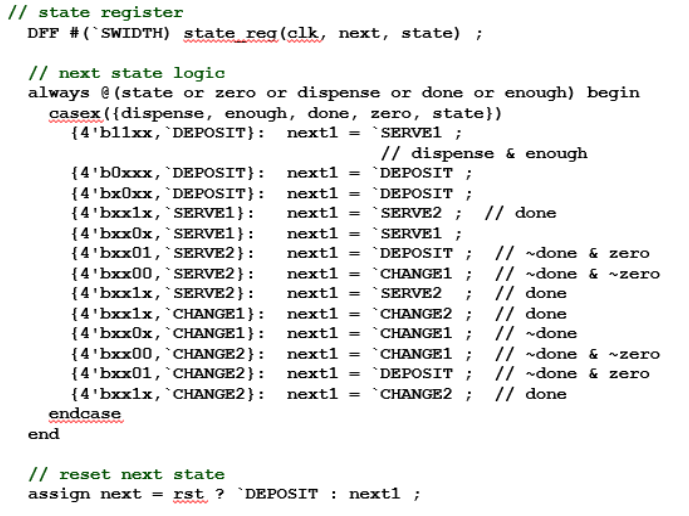 // state register
DFF #(`SWIDTH) state_reg(clk, next, state) ;
// next state logic
always @(state or zero or dispense or done or enough) begin
casex({dispense, enough, done, zero, state})
{4'b11xx,`DEPOSIT}: next1 = `SERVE1 ;
// dispense & enough
{4'b0xxx,`DEPOSIT}: next1 = `DEPOSIT ;
{4'bx0xx,`DEPOSIT}: next1 = `DEPOSIT ;
{4'bxx1x,`SERVE1}: next1 = `SERVE2 ; // done
{4'bxx0x,`SERVE1}: next1 = `SERVE1 ;
{4'bxx01,`SERVE2}: next1 = `DEPOSIT ; // ~done & zero
{4'bxx00,`SERVE2}: next1 = `CHANGE1 ; // ~done & ~zero
{4'bxx1x,`SERVE2}: next1 = `SERVE2 ; // done
{4'bxx1x,`CHANGE1}: next1 = `CHANGE2 ; // done
{4'bxx0x,`CHANGE1}: next1 = `CHANGE1 ; // ~done
{4'bxx00,`CHANGE2}: next1 = `CHANGE1 ; // ~done & ~zero
{4'bxx01,`CHANGE2}: next1 = `DEPOSIT ; // ~done & zero
{4'bxx1x,`CHANGE2}: next1 = `CHANGE2 ; // done
endcase
end
// reset next state
assign next = rst ? `DEPOSIT : next1 ;